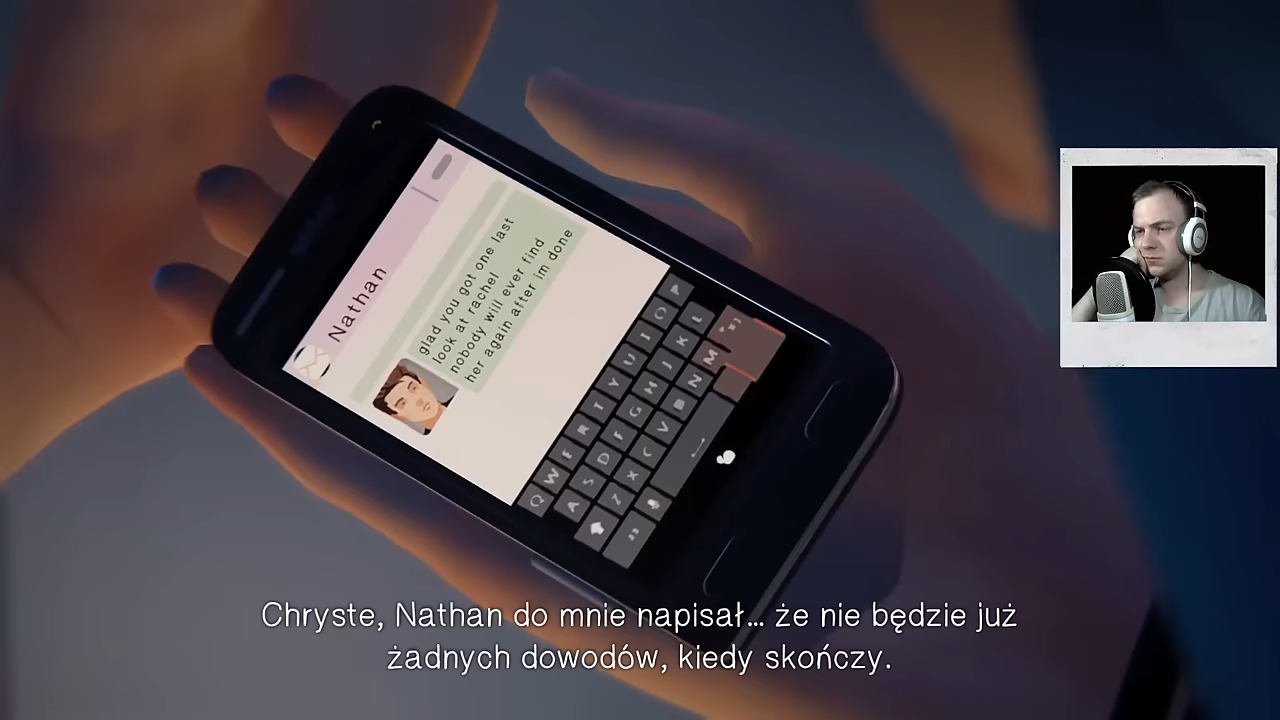 Nathan
glad you got one last
look at rachel
nobody will ever find
her again after im done
Q W E R T Y U I O P
A S D F G H J K L
Z X C V B N M
Chryste, Nathan do mnie napisał... że nie będzie już
żadnych dowodów, kiedy skończy.